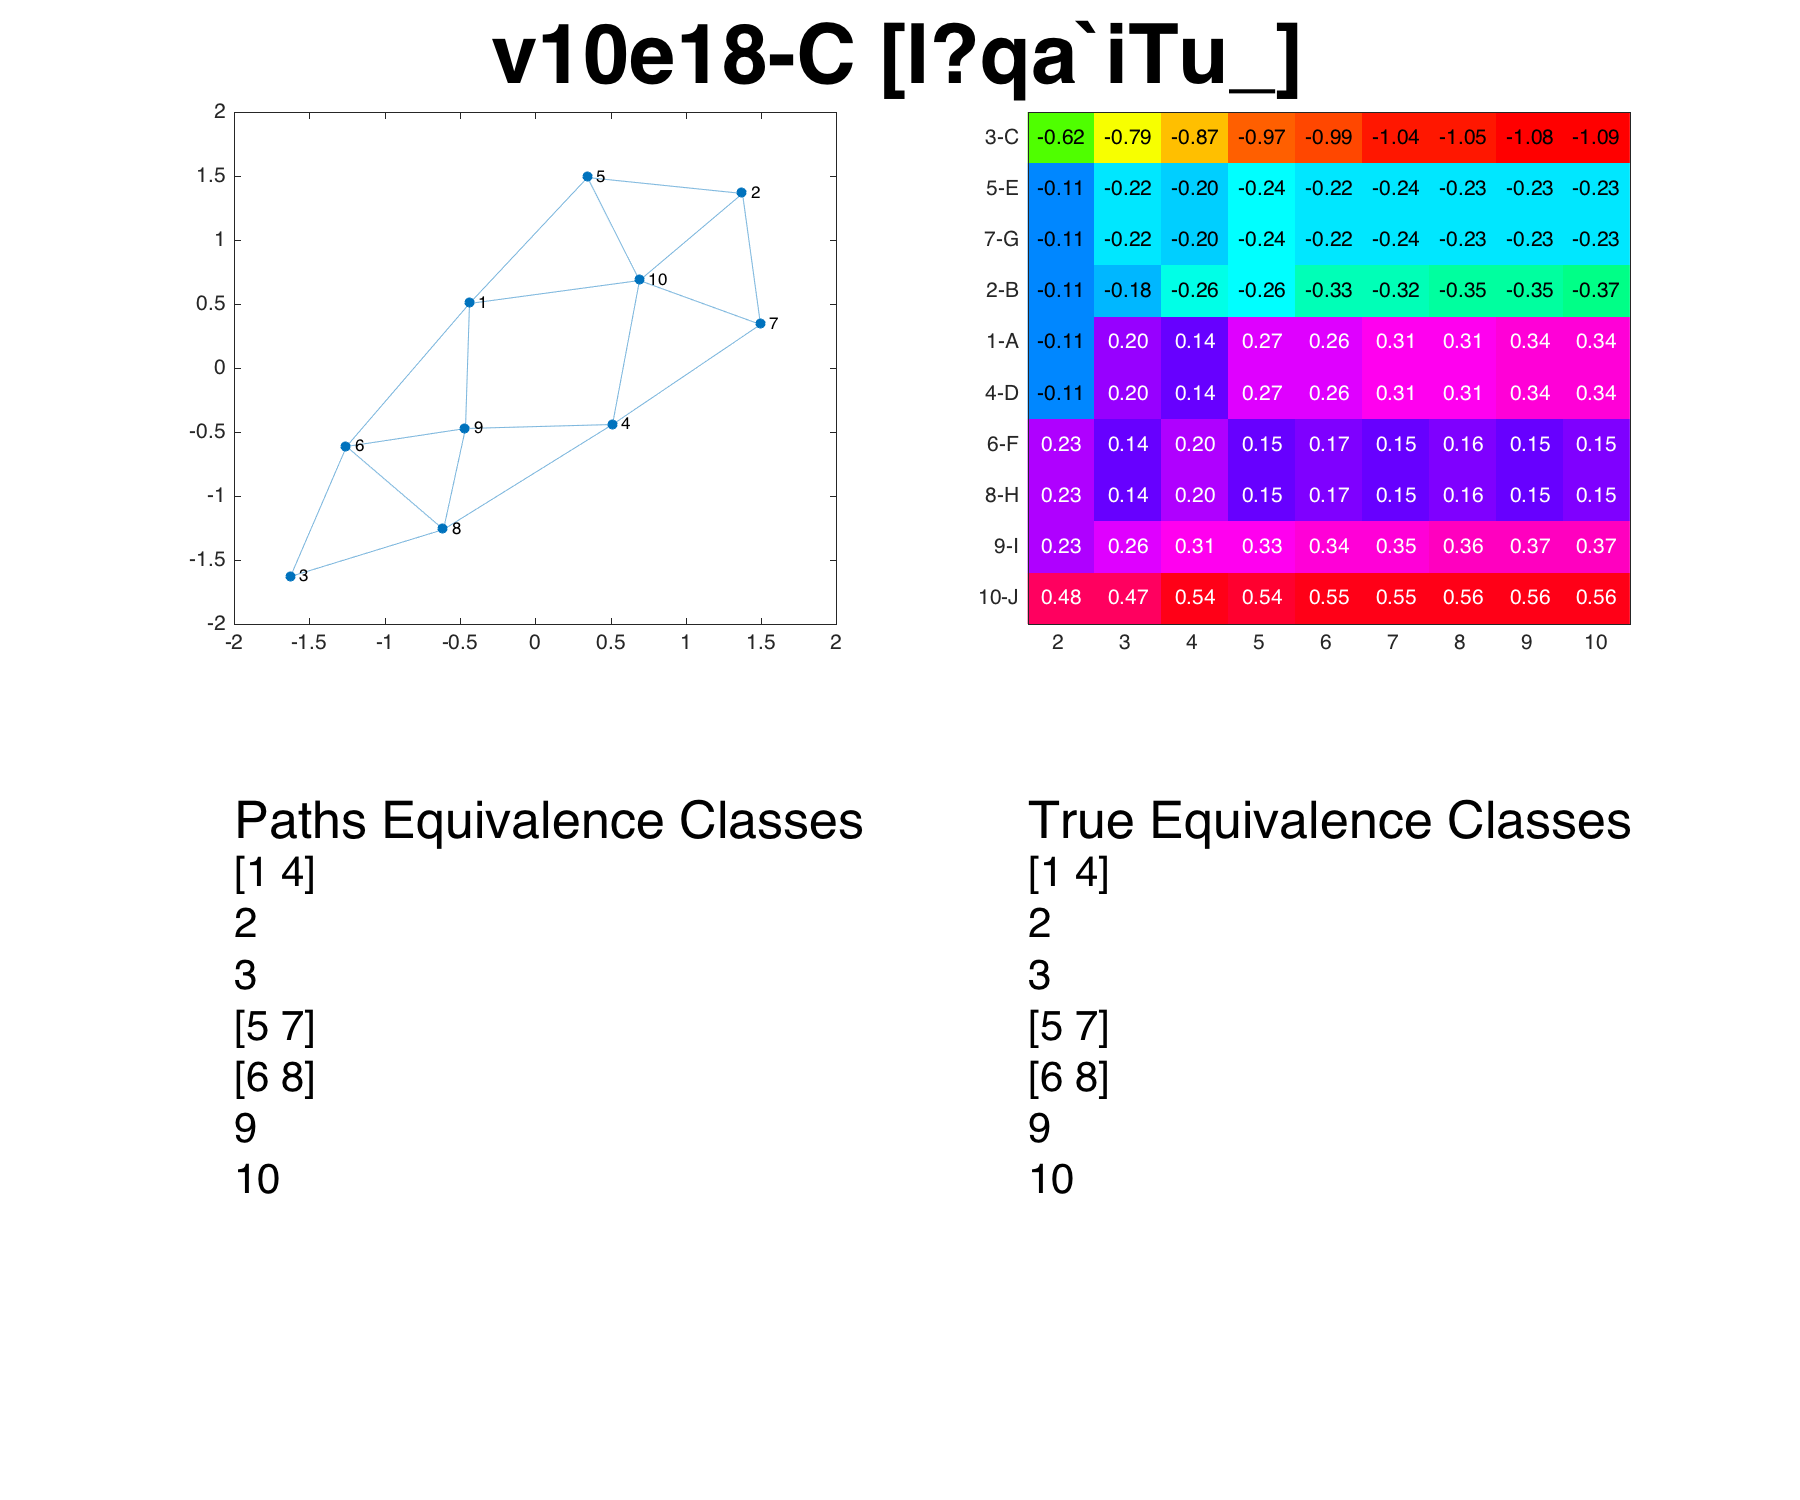 v10e18-C [I?qa`iTu_]
2
1.5
1
0.5
0
-0.5
-1
-1.5
-2
-2 -1.5 -1 -0.5 0 0.5 1 1.5 2
5
2
10
1
7
9
4
6
8
3
3-C -0.62 -0.79 -0.87 -0.97 -0.99 -1.04 -1.05 -1.08 -1.09
5-E -0.11 -0.22 -0.20 -0.24 -0.22 -0.24 -0.23 -0.23 -0.23
7-G -0.11 -0.22 -0.20 -0.24 -0.22 -0.24 -0.23 -0.23 -0.23
2-B -0.11 -0.18 -0.26 -0.26 -0.33 -0.32 -0.35 -0.35 -0.37
1-A -0.11 0.20 0.14 0.27 0.26 0.31 0.31 0.34 0.34
4-D -0.11 0.20 0.14 0.27 0.26 0.31 0.31 0.34 0.34
6-F 0.23 0.14 0.20 0.15 0.17 0.15 0.16 0.15 0.15
8-H 0.23 0.14 0.20 0.15 0.17 0.15 0.16 0.15 0.15
9-I 0.23 0.26 0.31 0.33 0.34 0.35 0.36 0.37 0.37
10-J 0.48 0.47 0.54 0.54 0.55 0.55 0.56 0.56 0.56
2 3 4 5 6 7 8 9 10
Paths Equivalence Classes
[1 4]
2
3
[5 7]
[6 8]
9
10
True Equivalence Classes
[1 4]
2
3
[5 7]
[6 8]
9
10